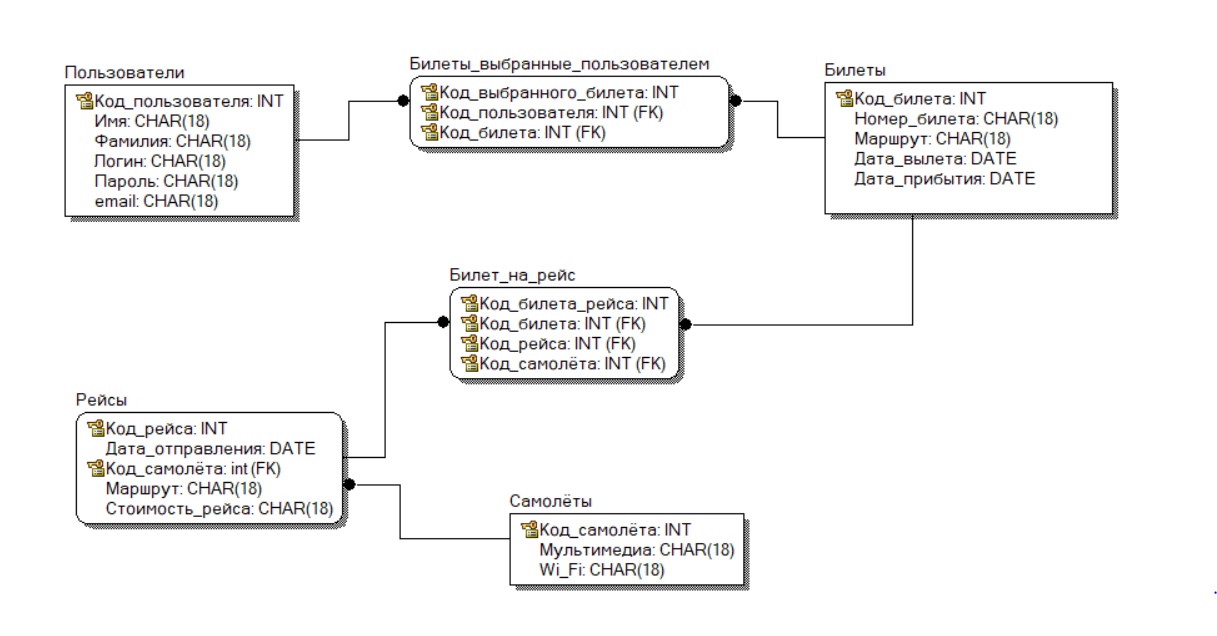 Пользователи
Код_пользователя: INT
Имя: CHAR(18)
Фамилия: CHAR(18)
Логин: CHAR(18)
Пароль: CHAR(18)
email: CHAR(18)
Билеты_выбранные_пользователем
Код_выбранного_билета: INT
Код_пользователя: INT (FK)
Код_билета: INT (FK)
Билеты
Код_билета: INT
Номер_билета: CHAR(18)
Маршрут: CHAR(18)
Дата_вылета: DATE
Дата_прибытия: DATE
Билет_на_рейс
Код_билета_рейса: INT
Код_билета: INT (FK)
Код_рейса: INT (FK)
Код_самолёта: INT (FK)
Рейсы
Код_рейса: INT
Дата_отправления: DATE
Код_самолёта: int (FK)
Маршрут: CHAR(18)
Стоимость_рейса: CHAR(18)
Самолёты
Код_самолёта: INT
Мультимедиа: CHAR(18)
Wi_Fi: CHAR(18)